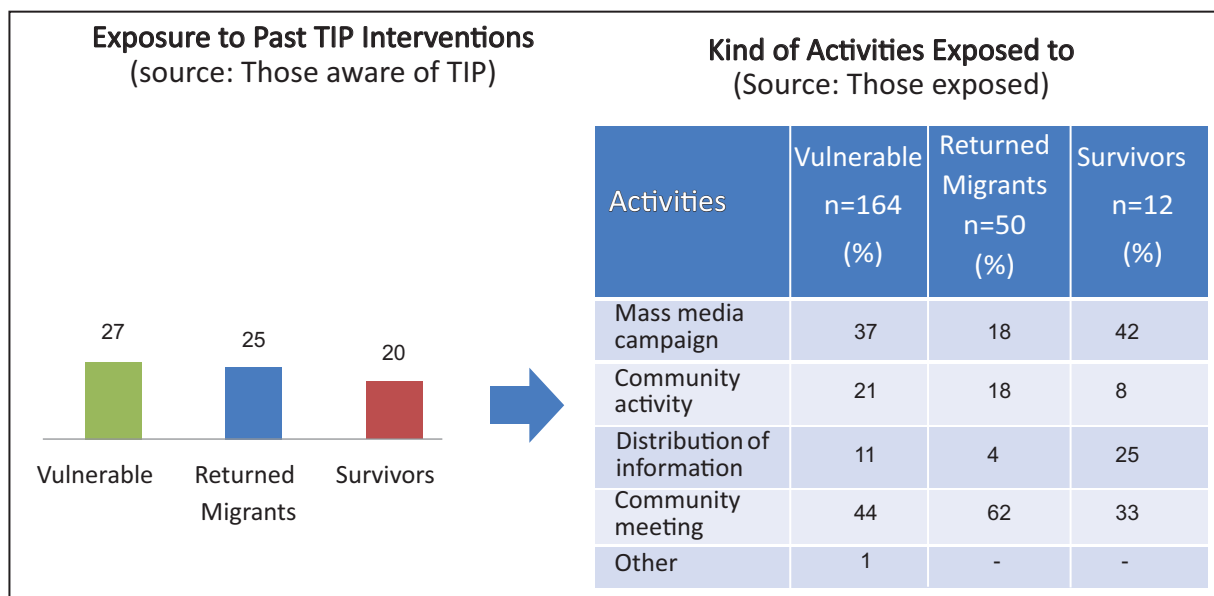 Exposure to Past TIP Interventions
(source: Those aware of TIP)
27
25
20
Vulnerable
Returned
Migrants
Survivors
Kind of Activities Exposed to
(Source: Those exposed)
Activities
Vulnerable
n=164
(%)
Returned
Migrants
n=50
(%)
Survivors
n=12
(%)
Mass media
campaign
37
18
42
Community
activity
21
18
8
Distribution of
information
11
4
25
Community
meeting
44
62
33
Other
1
-
-